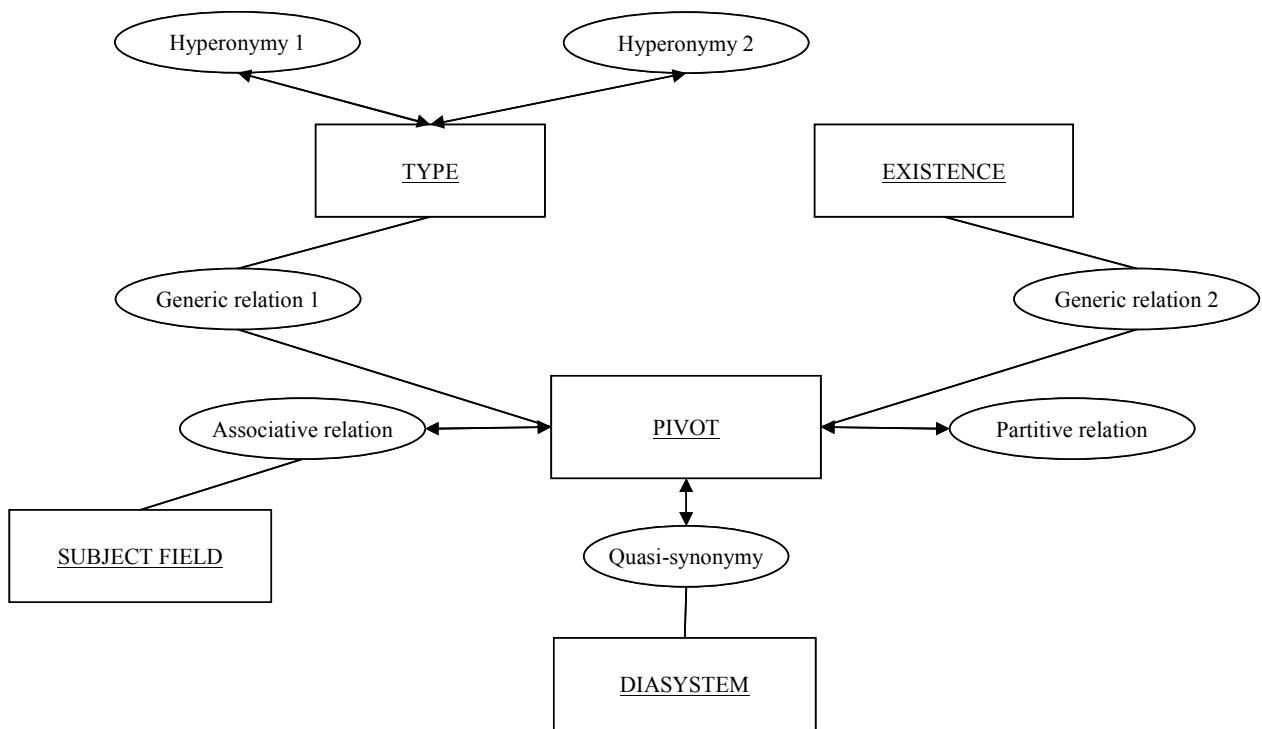 Hyperonymy 1
Hyperonymy 2
TYPE
EXISTENCE
Generic relation 1
Generic relation 2
Associative relation
PIVOT
Partitive relation
SUBJECT FIELD
Quasi-synonymy
DIASYSTEM